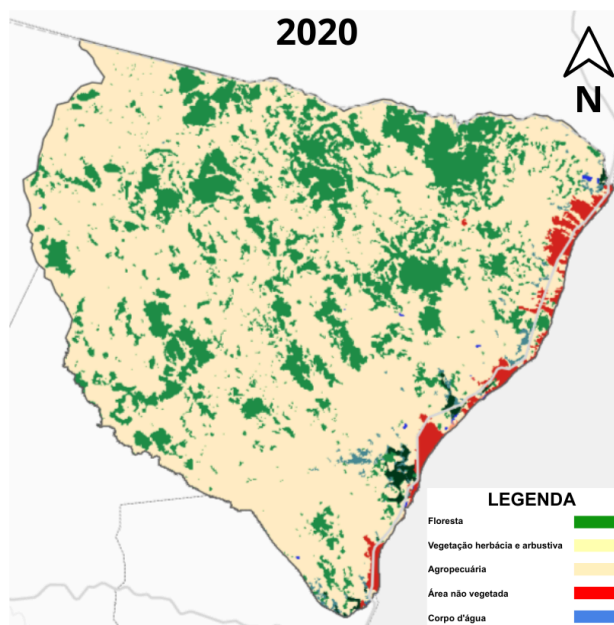 2020
N
LEGENDA
Floresta
Vegetação herbácia e arbustiva
Agropecuária
Área não vegetada
Corpo d'água